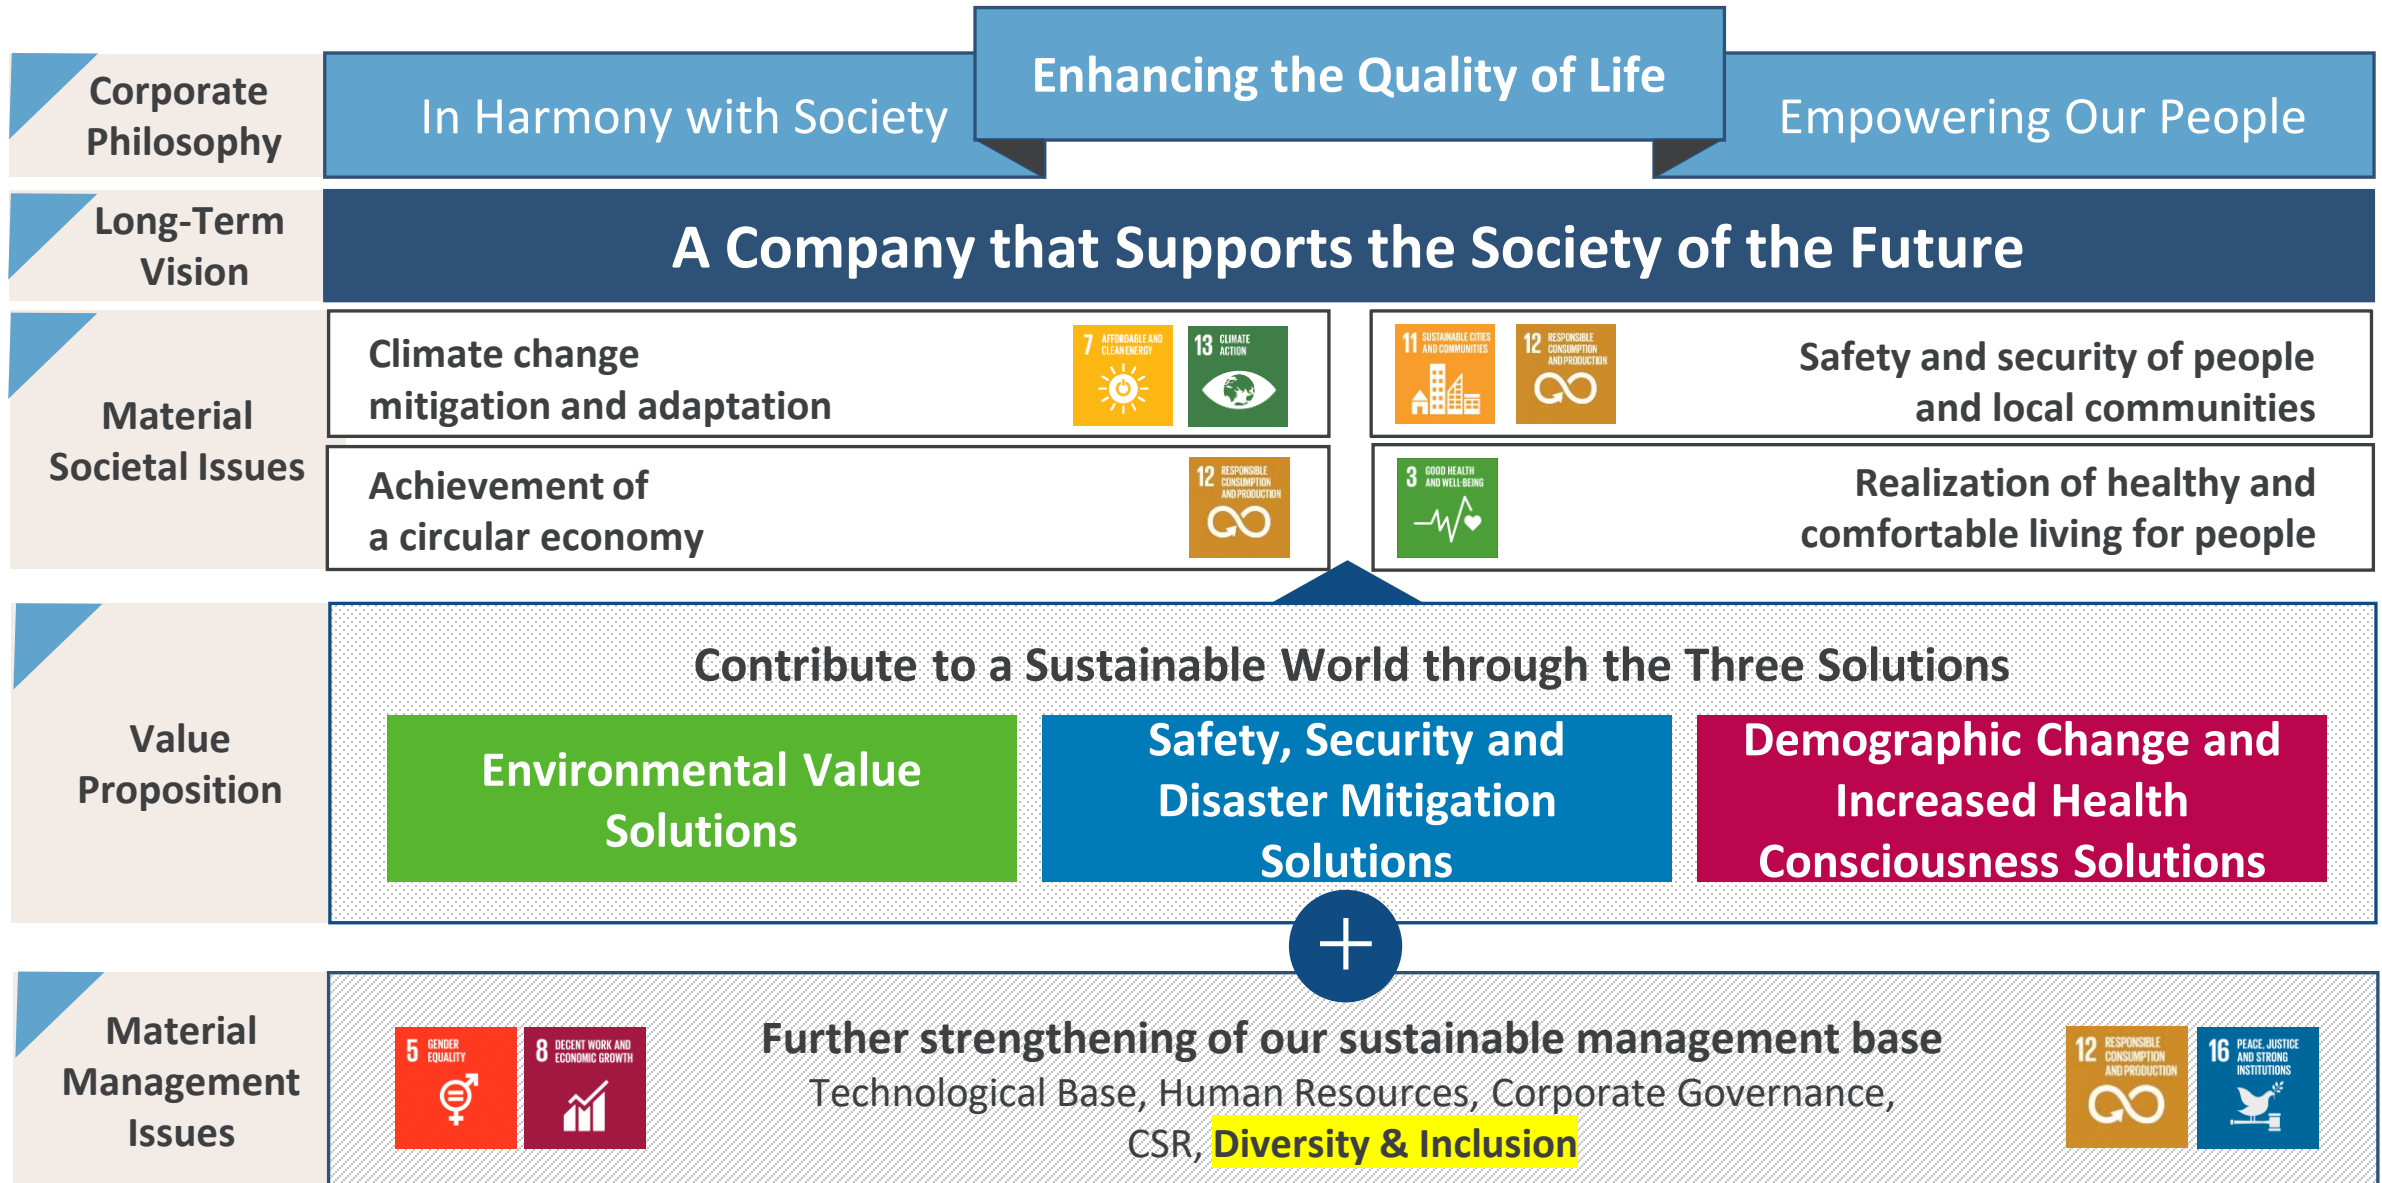 Corporate
Philosophy
In Harmony with Society
Enhancing the Quality of Life
Empowering Our People
Long-Term
Vision
A Company that Supports the Society of the Future
Material
Societal Issues
Climate change
mitigation and adaptation
7 AFFORDABLE AND
CLEAN ENERGY
13 CLIMATE
ACTION
11 SUSTAINABLE CITIES
AND COMMUNITIES
12 RESPONSIBLE
CONSUMPTION
AND PRODUCTION
Safety and security of people
and local communities
Achievement of
a circular economy
12 RESPONSIBLE
CONSUMPTION
AND PRODUCTION
3 GOOD HEALTH
AND WELL-BEING
Realization of healthy and
comfortable living for people
Value
Proposition
Contribute to a Sustainable World through the Three Solutions
Environmental Value
Solutions
Safety, Security and
Disaster Mitigation
Solutions
Demographic Change and
Increased Health
Consciousness Solutions
+
Material
Management
Issues
5 GENDER
EQUALITY
8 DECENT WORK AND
ECONOMIC GROWTH
Further strengthening of our sustainable management base
Technological Base, Human Resources, Corporate Governance,
CSR, Diversity & Inclusion
12 RESPONSIBLE
CONSUMPTION
AND PRODUCTION
16 PEACE, JUSTICE
AND STRONG
INSTITUTIONS